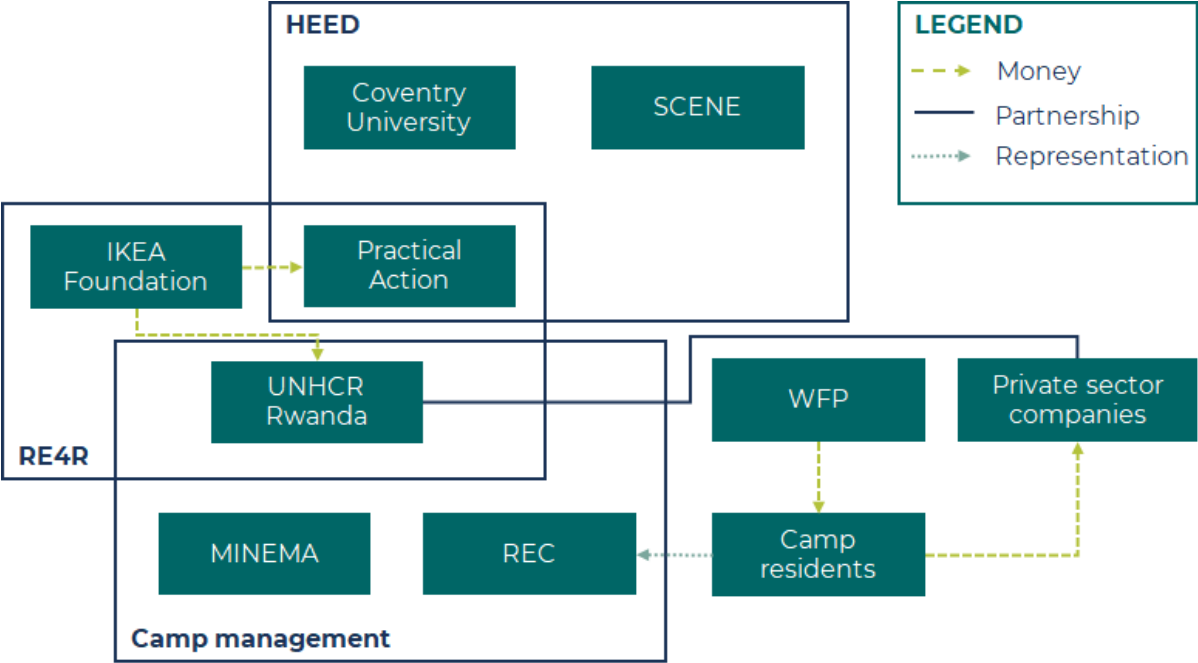 HEED
LEGEND
Coventry
University
SCENE
Money
Partnership
Representation
IKEA
Foundation
Practical
Action
UNHCR
Rwanda
WFP
Private sector
companies
RE4R
MINEMA
REC
Camp
residents
Camp management